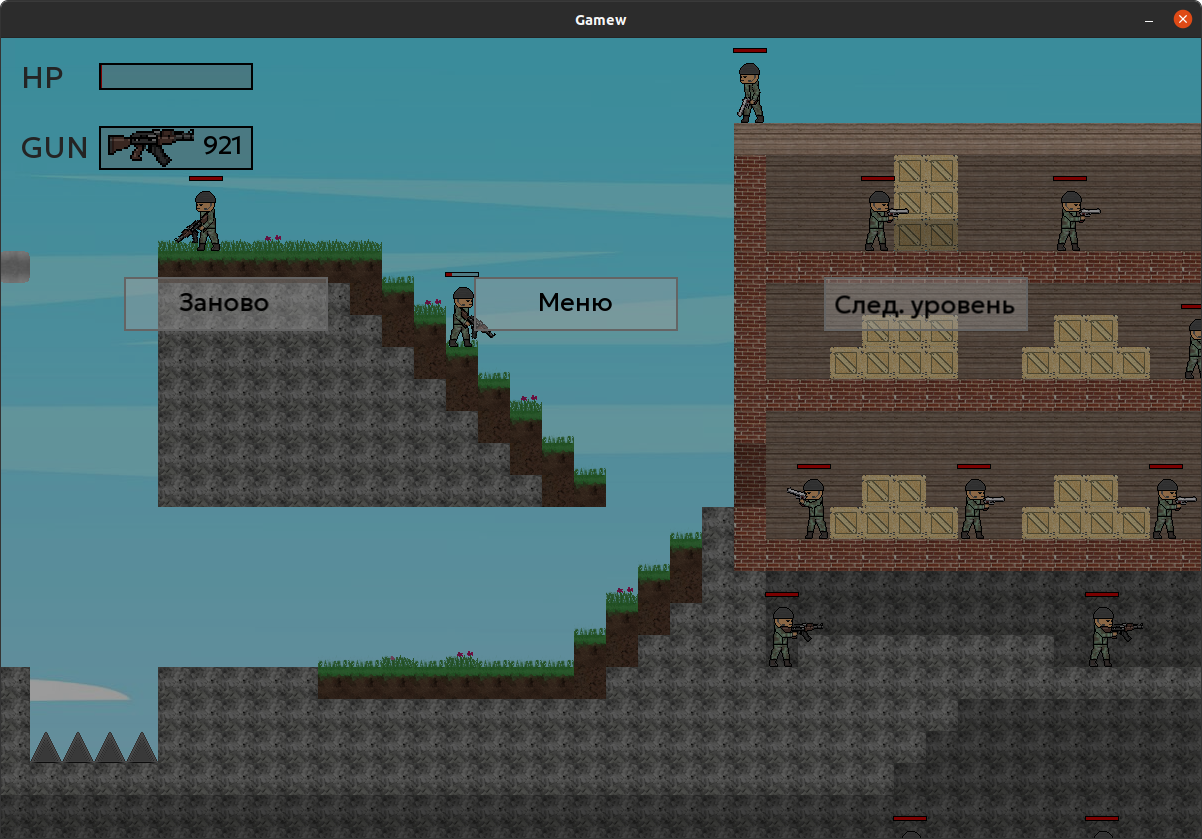 Gamew
HP
GUN 921
Заново
Меню
След. уровень